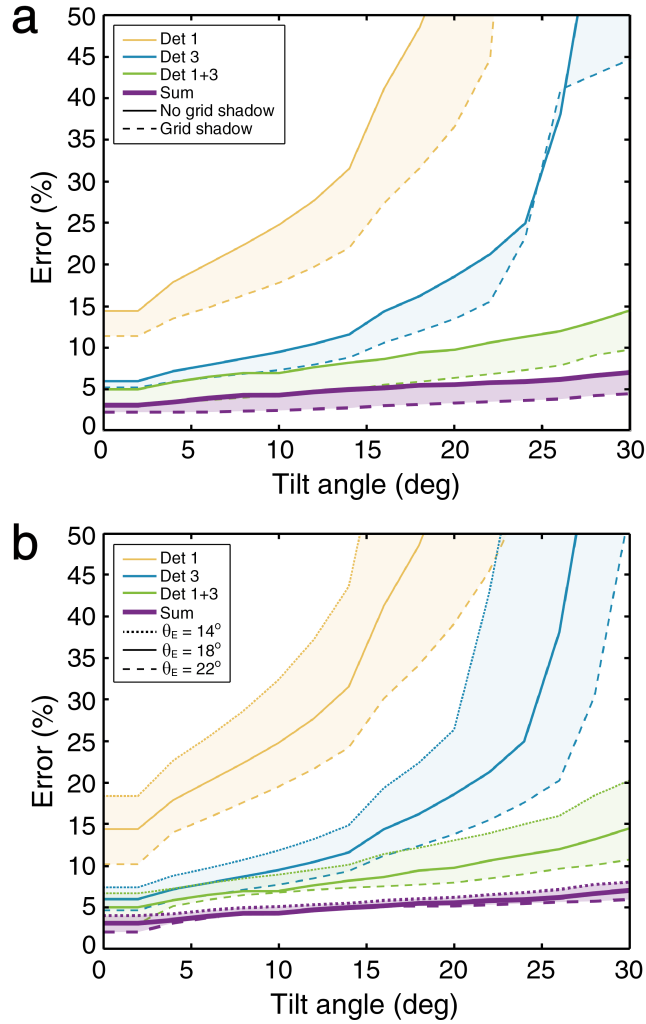 a
50
45
40
35
30
25
20
15
10
5
0
Error (%)
Det 1
Det 3
Det 1+3
Sum
No grid shadow
Grid shadow
0 5 10 15 20 25 30
Tilt angle (deg)
b
50
45
40
35
30
25
20
15
10
5
0
Error (%)
Det 1
Det 3
Det 1+3
Sum
θE = 14o
θE = 18o
θE = 22o
0 5 10 15 20 25 30
Tilt angle (deg)